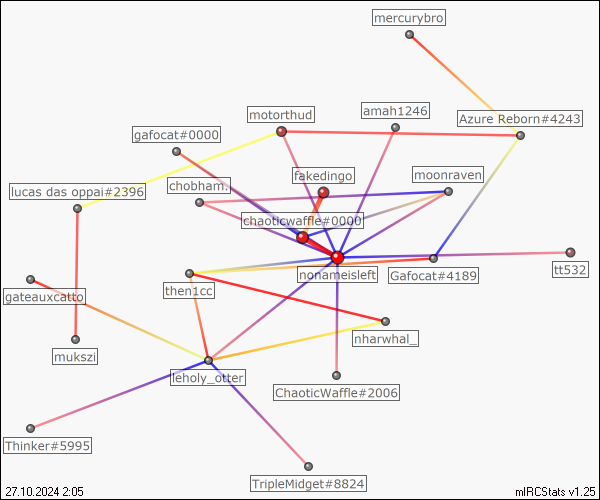 mercurybro
motorthud
amah1246
Azure Reborn#4243
gafocat#0000
fakedingo
moonraven
chobham.
lucas das oppai#2396
chaoticwaffle#0000
nonameisleft
Gafocat#4189
tt532
then1cc
gateauxcatto
nharwhal_
mukszi
leholy_otter
ChaoticWaffle#2006
Thinker#5995
TripleMidget#8824
27.10.2024 2:05
mIRCStats v1.25